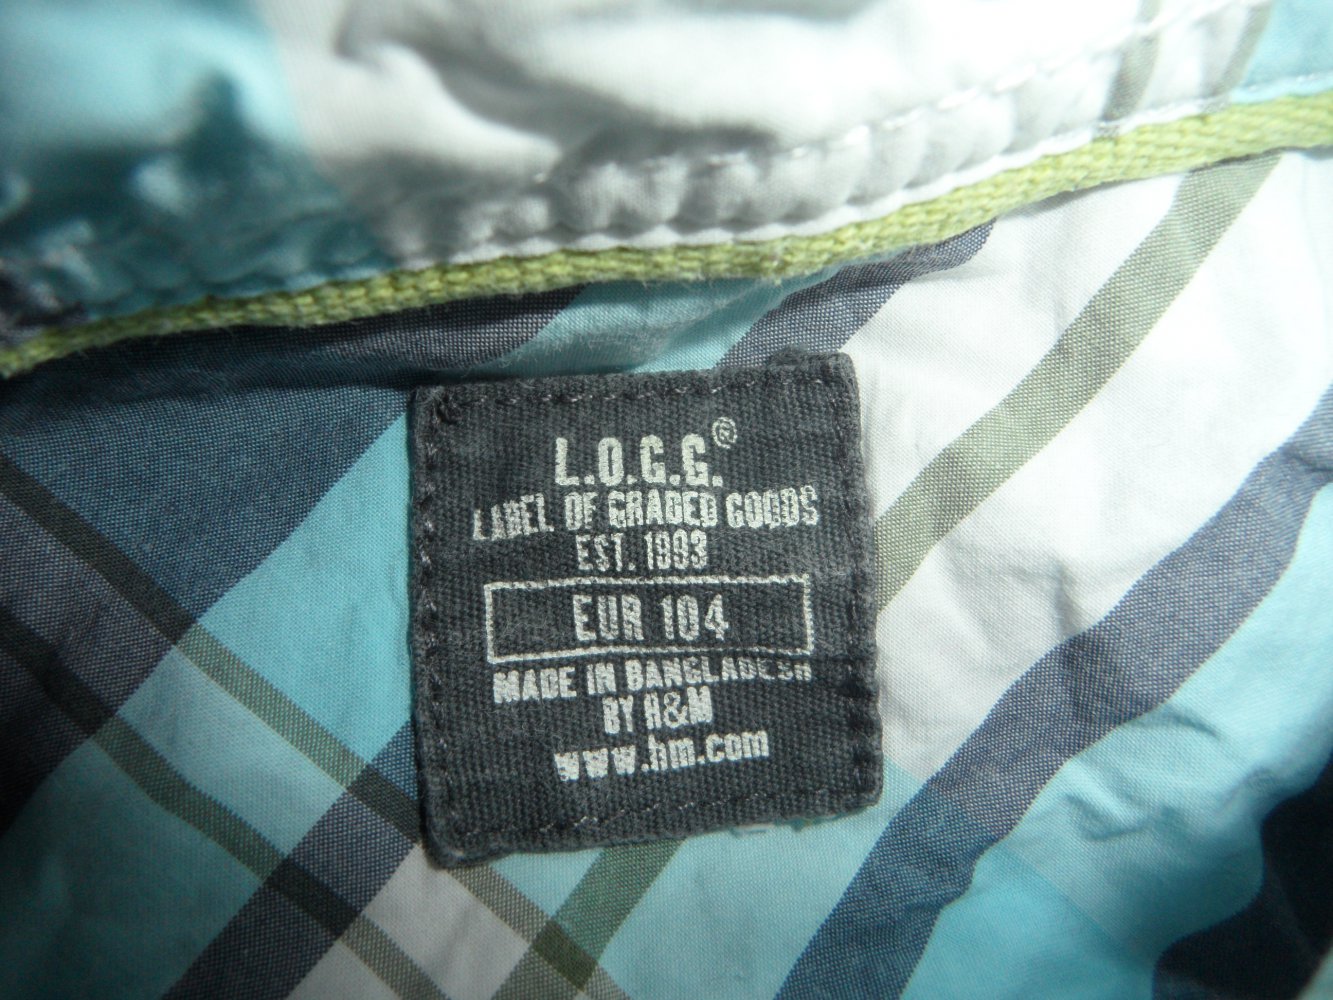 L.O.G.G.®
LABEL OF GRADED GOODS
EST. 1993
EUR 104
MADE IN BANGLADESH
BY H&M
www.hm.com